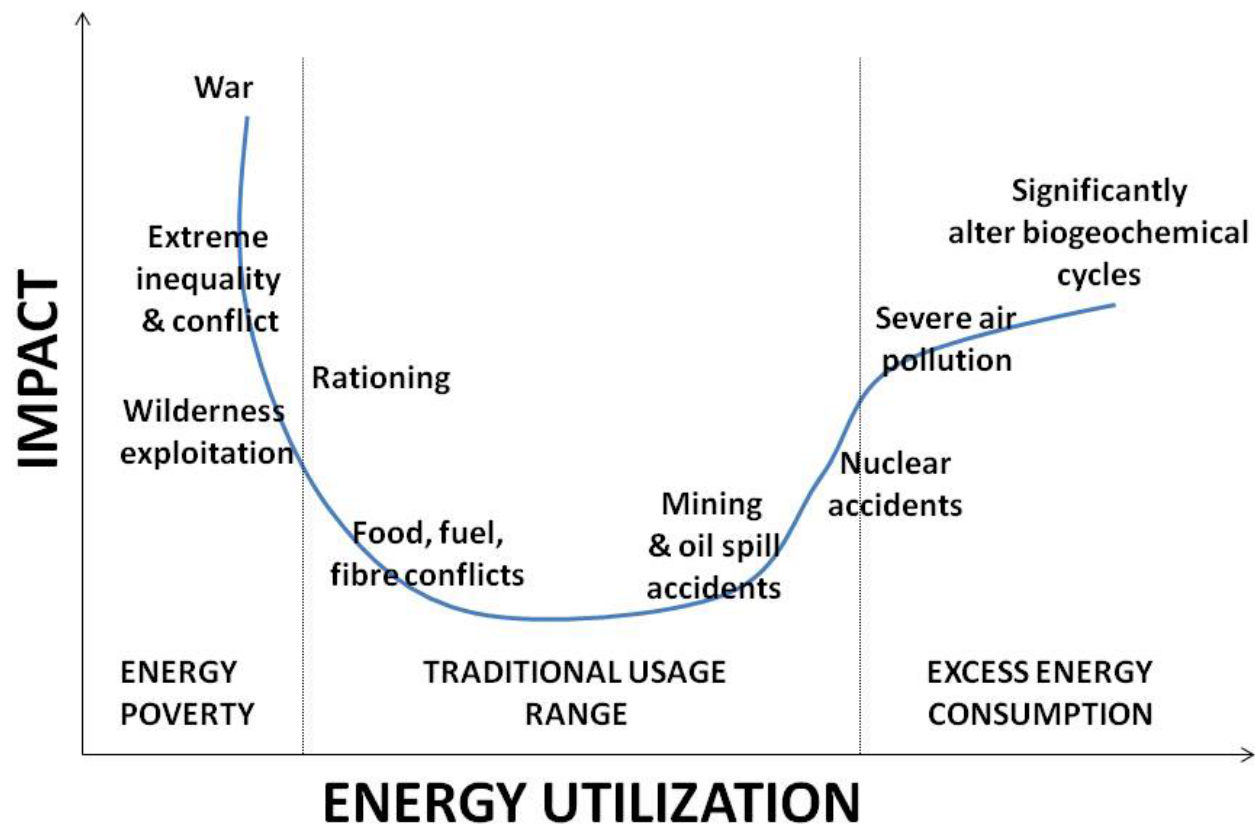 War
Significantly
alter biogeochemical
cycles
Extreme
inequality
& conflict
Severe air
pollution
Rationing
Wilderness
exploitation
Nuclear
accidents
Mining
& oil spill
accidents
Food, fuel,
fibre conflicts
IMPACT
ENERGY
POVERTY
TRADITIONAL USAGE
RANGE
EXCESS ENERGY
CONSUMPTION
ENERGY UTILIZATION